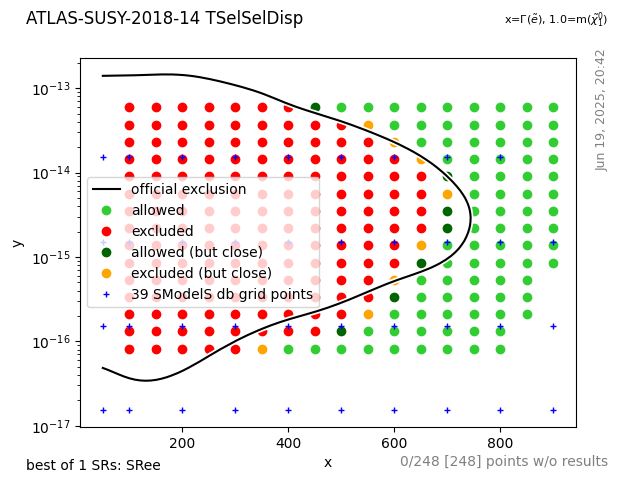 ATLAS-SUSY-2018-14 TSelSelDisp
x=Γ(ẽ), 1.0=m(χ̃₁⁰)
Jun 19, 2025, 20:42
10⁻¹³
10⁻¹⁴
10⁻¹⁵
10⁻¹⁶
10⁻¹⁷
y
official exclusion
allowed
excluded
allowed (but close)
excluded (but close)
39 SModelS db grid points
200 400 600 800
x
best of 1 SRs: SRee
0/248 [248] points w/o results